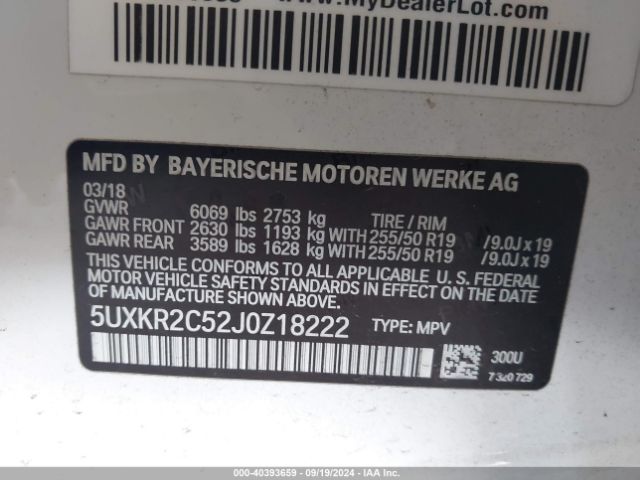 www.MyDealerLot.com
MFD BY BAYERISCHE MOTOREN WERKE AG
03/18
GVWR 6069 lbs 2753 kg TIRE / RIM
GAWR FRONT 2630 lbs 1193 kg WITH 255/50 R19 /9.0J x 19
GAWR REAR 3589 lbs 1628 kg WITH 255/50 R19 /9.0J x 19
THIS VEHICLE CONFORMS TO ALL APPLICABLE U. S. FEDERAL
MOTOR VEHICLE SAFETY STANDARDS IN EFFECT ON THE DATE OF
MANUFACTURE SHOWN ABOVE.
5UXKR2C52J0Z18222 TYPE: MPV
300U
7320729
000-40393659 - 09/19/2024 - IAAI.COM